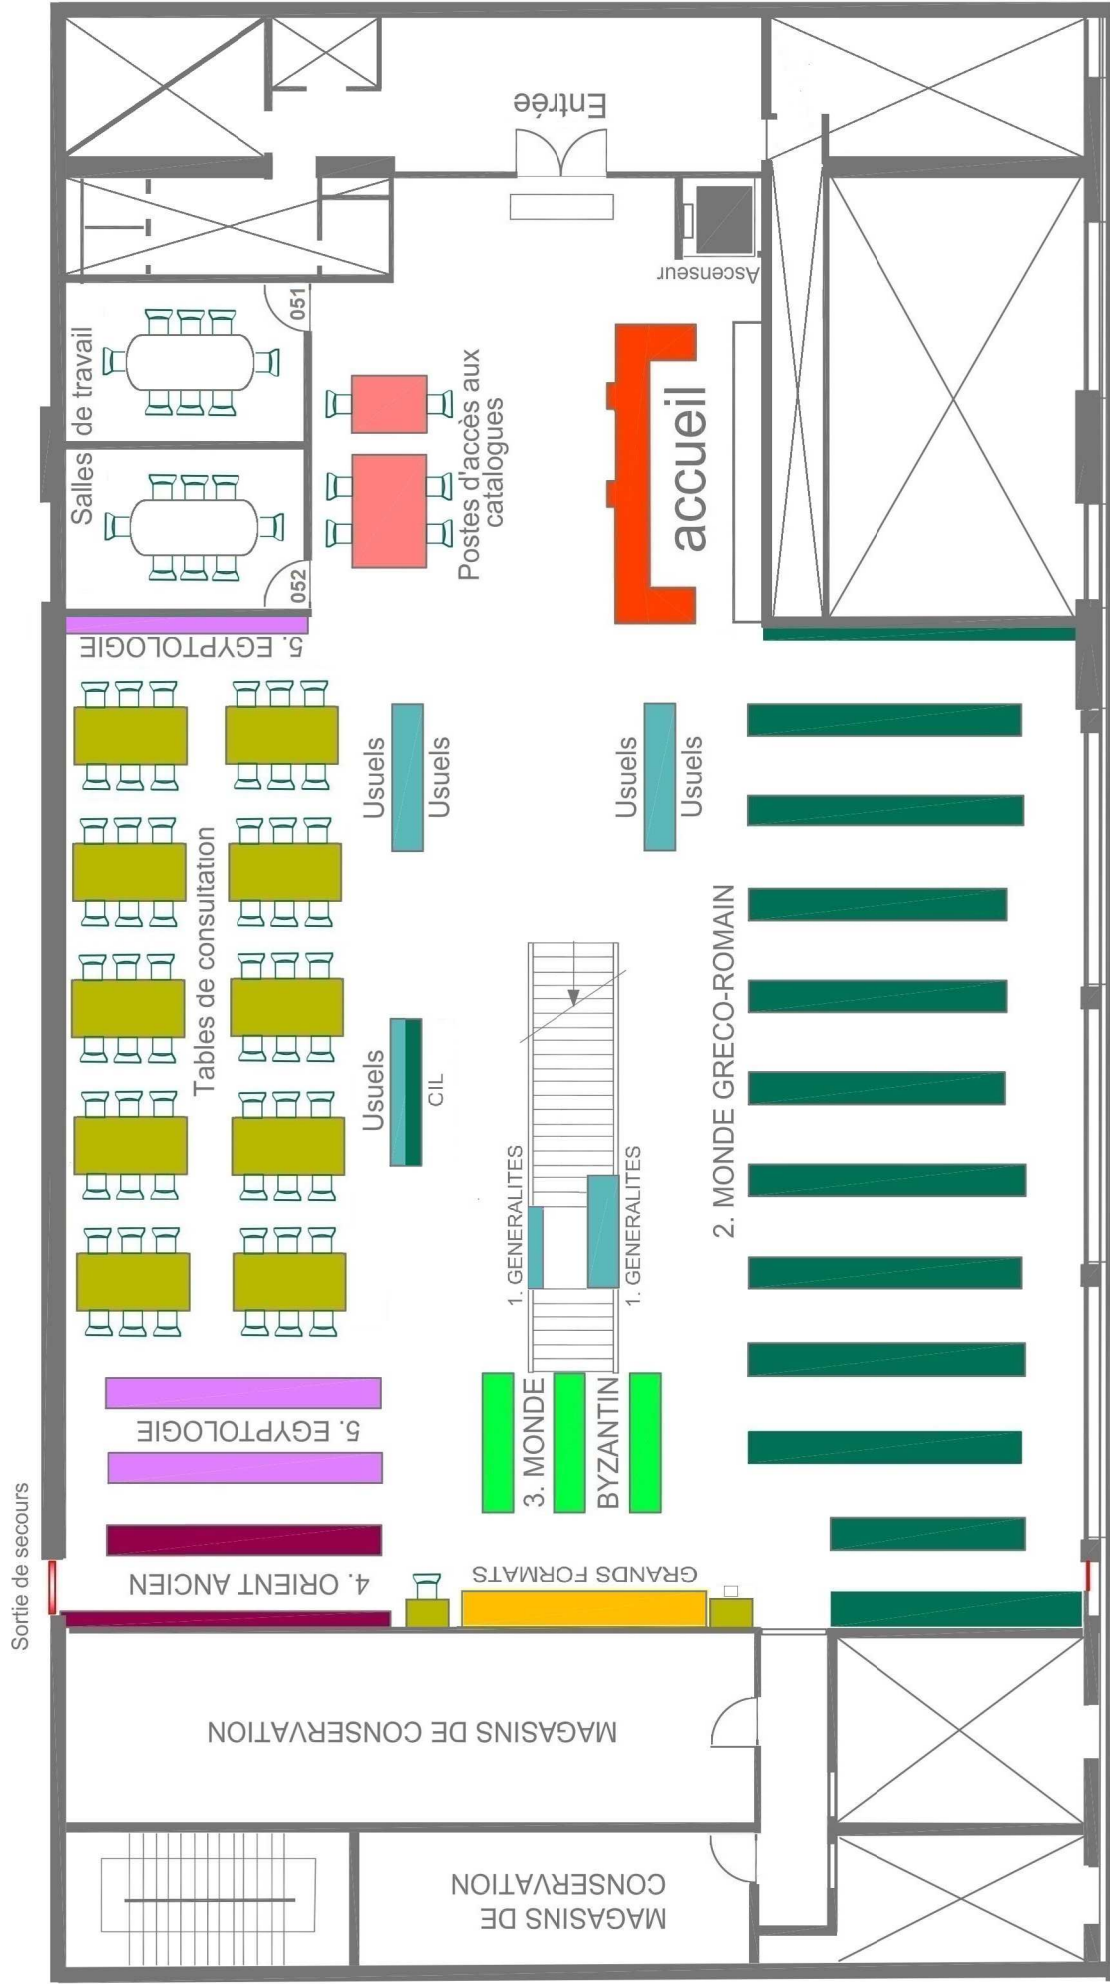 Entrée
Ascenseur
051
Salles de travail
052
Postes d'accès aux
catalogues
accueil
5. EGYPTOLOGIE
Tables de consultation
Usuels
Usuels
Usuels
Usuels
Usuels
CIL
2. MONDE GRECO-ROMAIN
1. GENERALITES
1. GENERALITES
3. MONDE
BYZANTIN
5. EGYPTOLOGIE
4. ORIENT ANCIEN
GRANDS FORMATS
Sortie de secours
MAGASINS DE CONSERVATION
MAGASINS DE
CONSERVATION